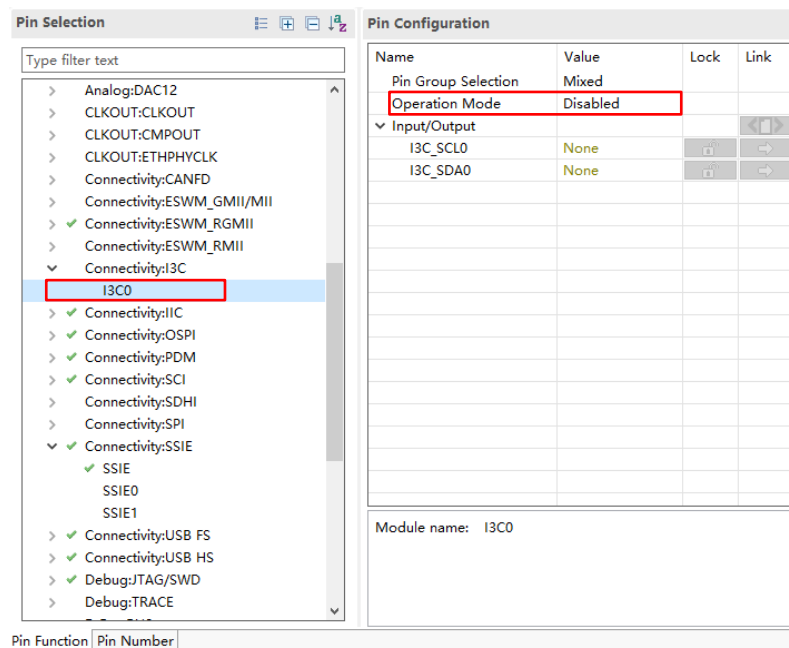 Pin Selection
Type filter text
Analog:DAC12
CLKOUT:CLKOUT
CLKOUT:CMPOUT
CLKOUT:ETHPHYCLK
Connectivity:CANFD
Connectivity:ESWM_GMII/MII
Connectivity:ESWM_RGMII
Connectivity:ESWM_RMII
Connectivity:I3C
I3C0
Connectivity:IIC
Connectivity:OSPI
Connectivity:PDM
Connectivity:SCI
Connectivity:SDHI
Connectivity:SPI
Connectivity:SSIE
SSIE
SSIE0
SSIE1
Connectivity:USB FS
Connectivity:USB HS
Debug:JTAG/SWD
Debug:TRACE
Pin Function Pin Number
Pin Configuration
Name Value Lock Link
Pin Group Selection Mixed
Operation Mode Disabled
Input/Output
I3C_SCL0 None
I3C_SDA0 None
Module name: I3C0